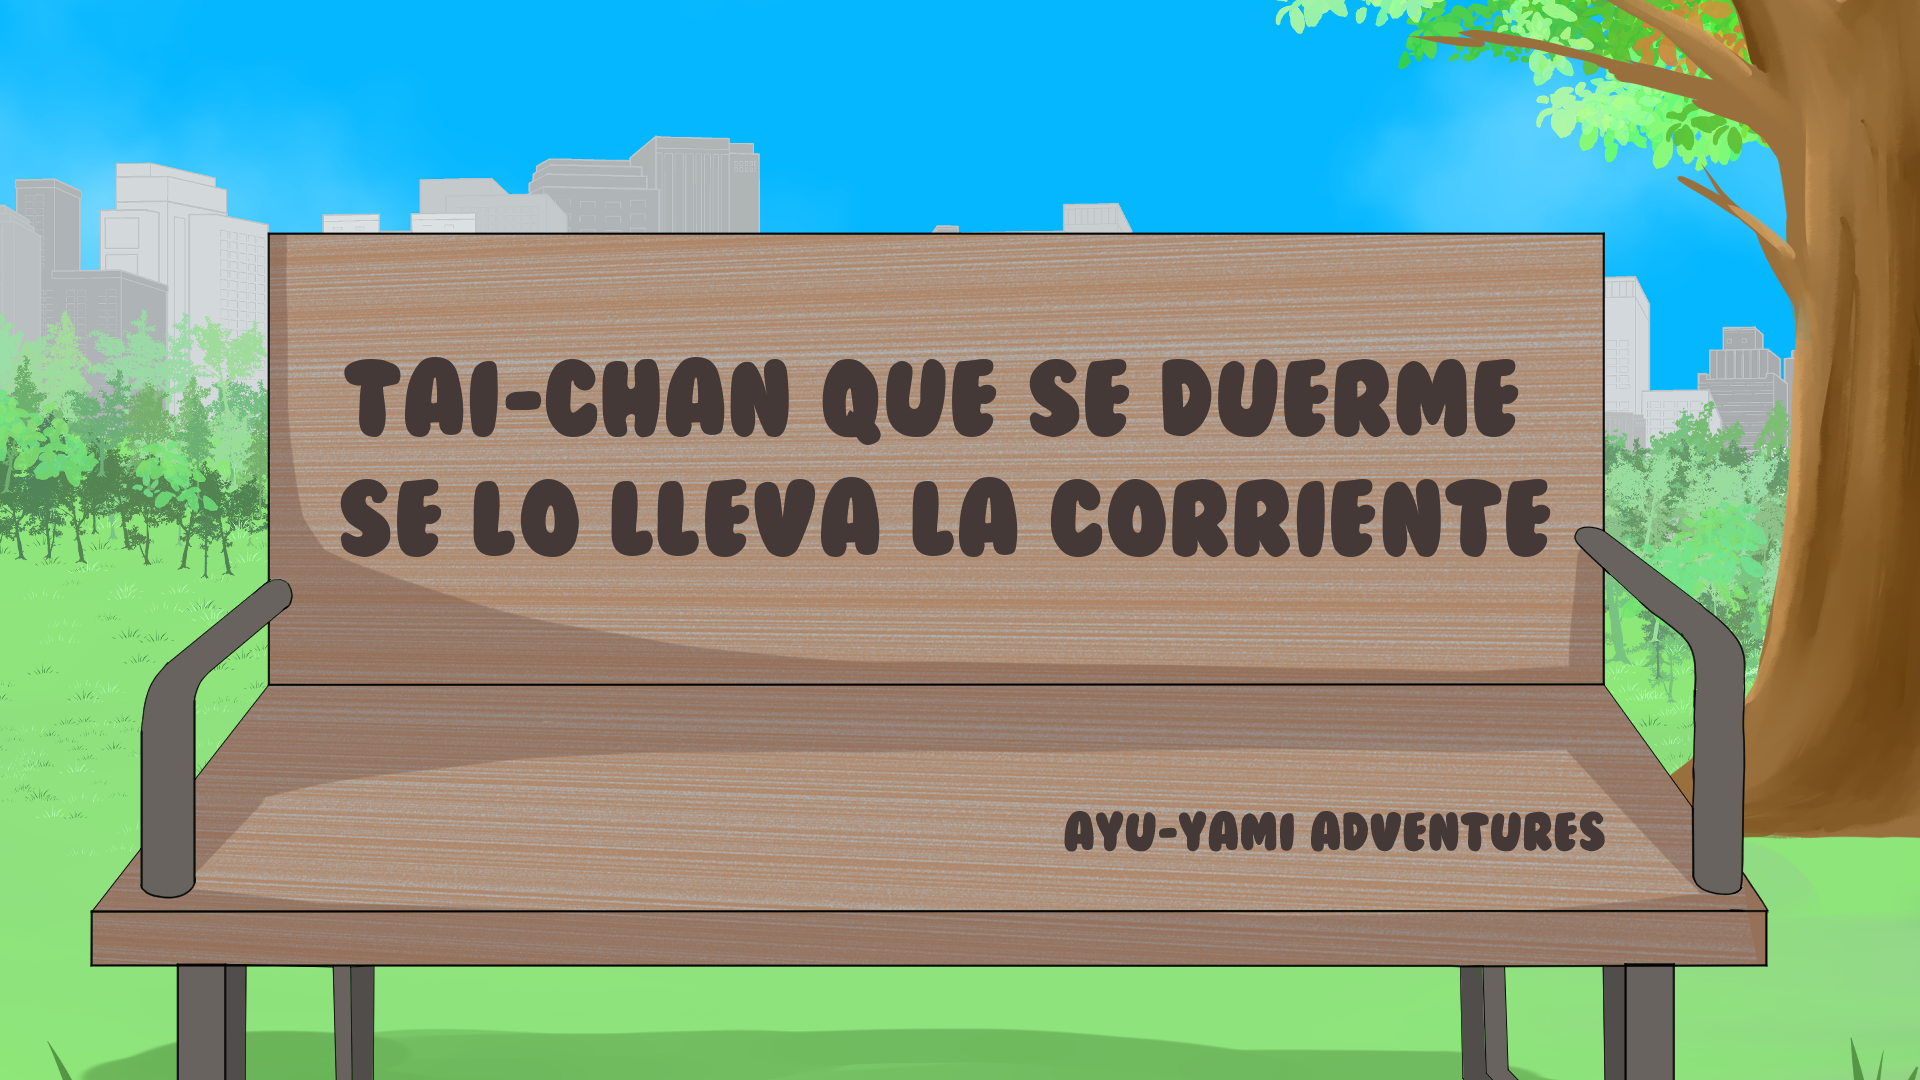 TAI-CHAN QUE SE DUERME
SE LO LLEVA LA CORRIENTE
AYU-YAMI ADVENTURES